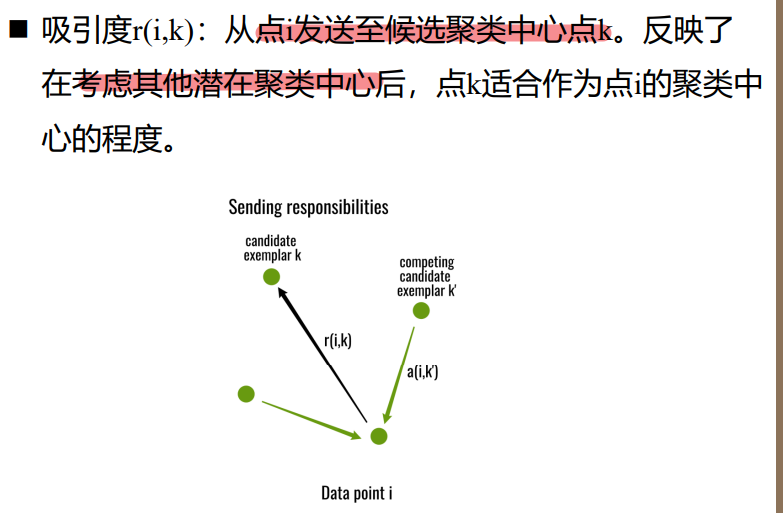 ■ 吸引度r(i,k)：从点i发送至候选聚类中心点k。反映了
在考虑其他潜在聚类中心后，点k适合作为点i的聚类中
心的程度。
Sending responsibilities
candidate
exemplar k
competing
candidate
exemplar k'
r(i,k)
a(i,k')
Data point i